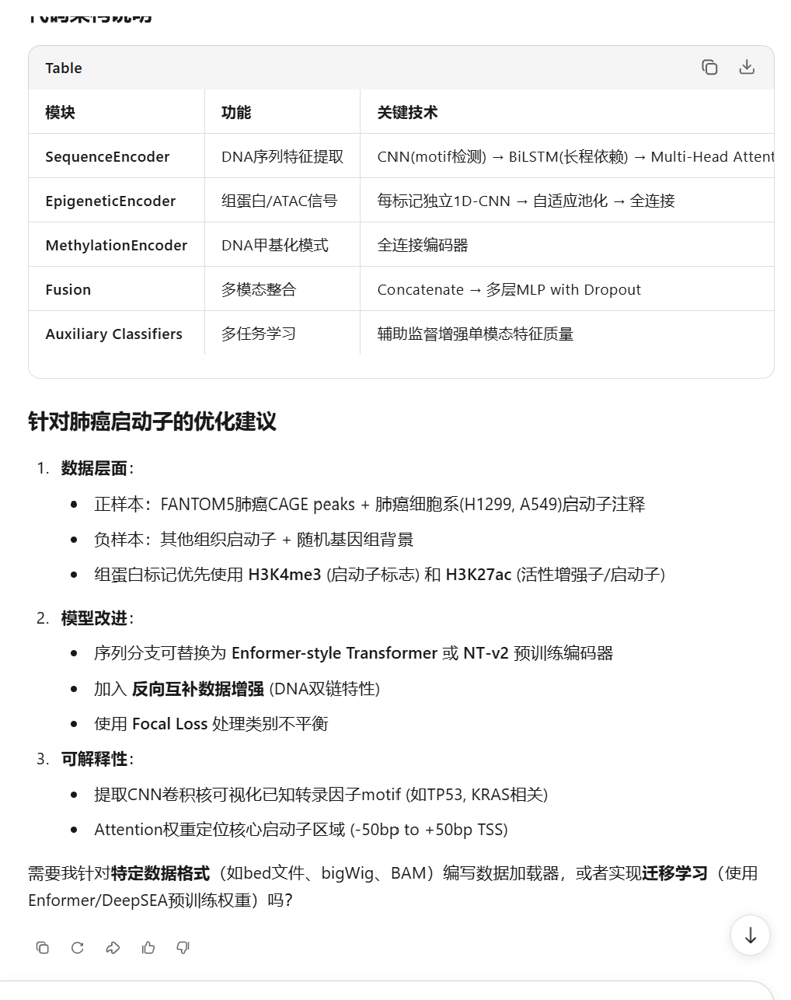 代码架构说明
Table
模块 功能 关键技术
SequenceEncoder DNA序列特征提取 CNN(motif检测) → BiLSTM(长程依赖) → Multi-Head Attent
EpigeneticEncoder 组蛋白/ATAC信号 每标记独立1D-CNN → 自适应池化 → 全连接
MethylationEncoder DNA甲基化模式 全连接编码器
Fusion 多模态整合 Concatenate → 多层MLP with Dropout
Auxiliary Classifiers 多任务学习 辅助监督增强单模态特征质量
针对肺癌启动子的优化建议
1. 数据层面：
• 正样本：FANTOM5肺癌CAGE peaks + 肺癌细胞系(H1299, A549)启动子注释
• 负样本：其他组织启动子 + 随机基因组背景
• 组蛋白标记优先使用 H3K4me3 (启动子标志) 和 H3K27ac (活性增强子/启动子)
2. 模型改进：
• 序列分支可替换为 Enformer-style Transformer 或 NT-v2 预训练编码器
• 加入 反向互补数据增强 (DNA双链特性)
• 使用 Focal Loss 处理类别不平衡
3. 可解释性：
• 提取CNN卷积核可视化已知转录因子motif (如TP53, KRAS相关)
• Attention权重定位核心启动子区域 (-50bp to +50bp TSS)
需要我针对特定数据格式（如bed文件、bigWig、BAM）编写数据加载器，或者实现迁移学习（使用
Enformer/DeepSEA预训练权重）吗？